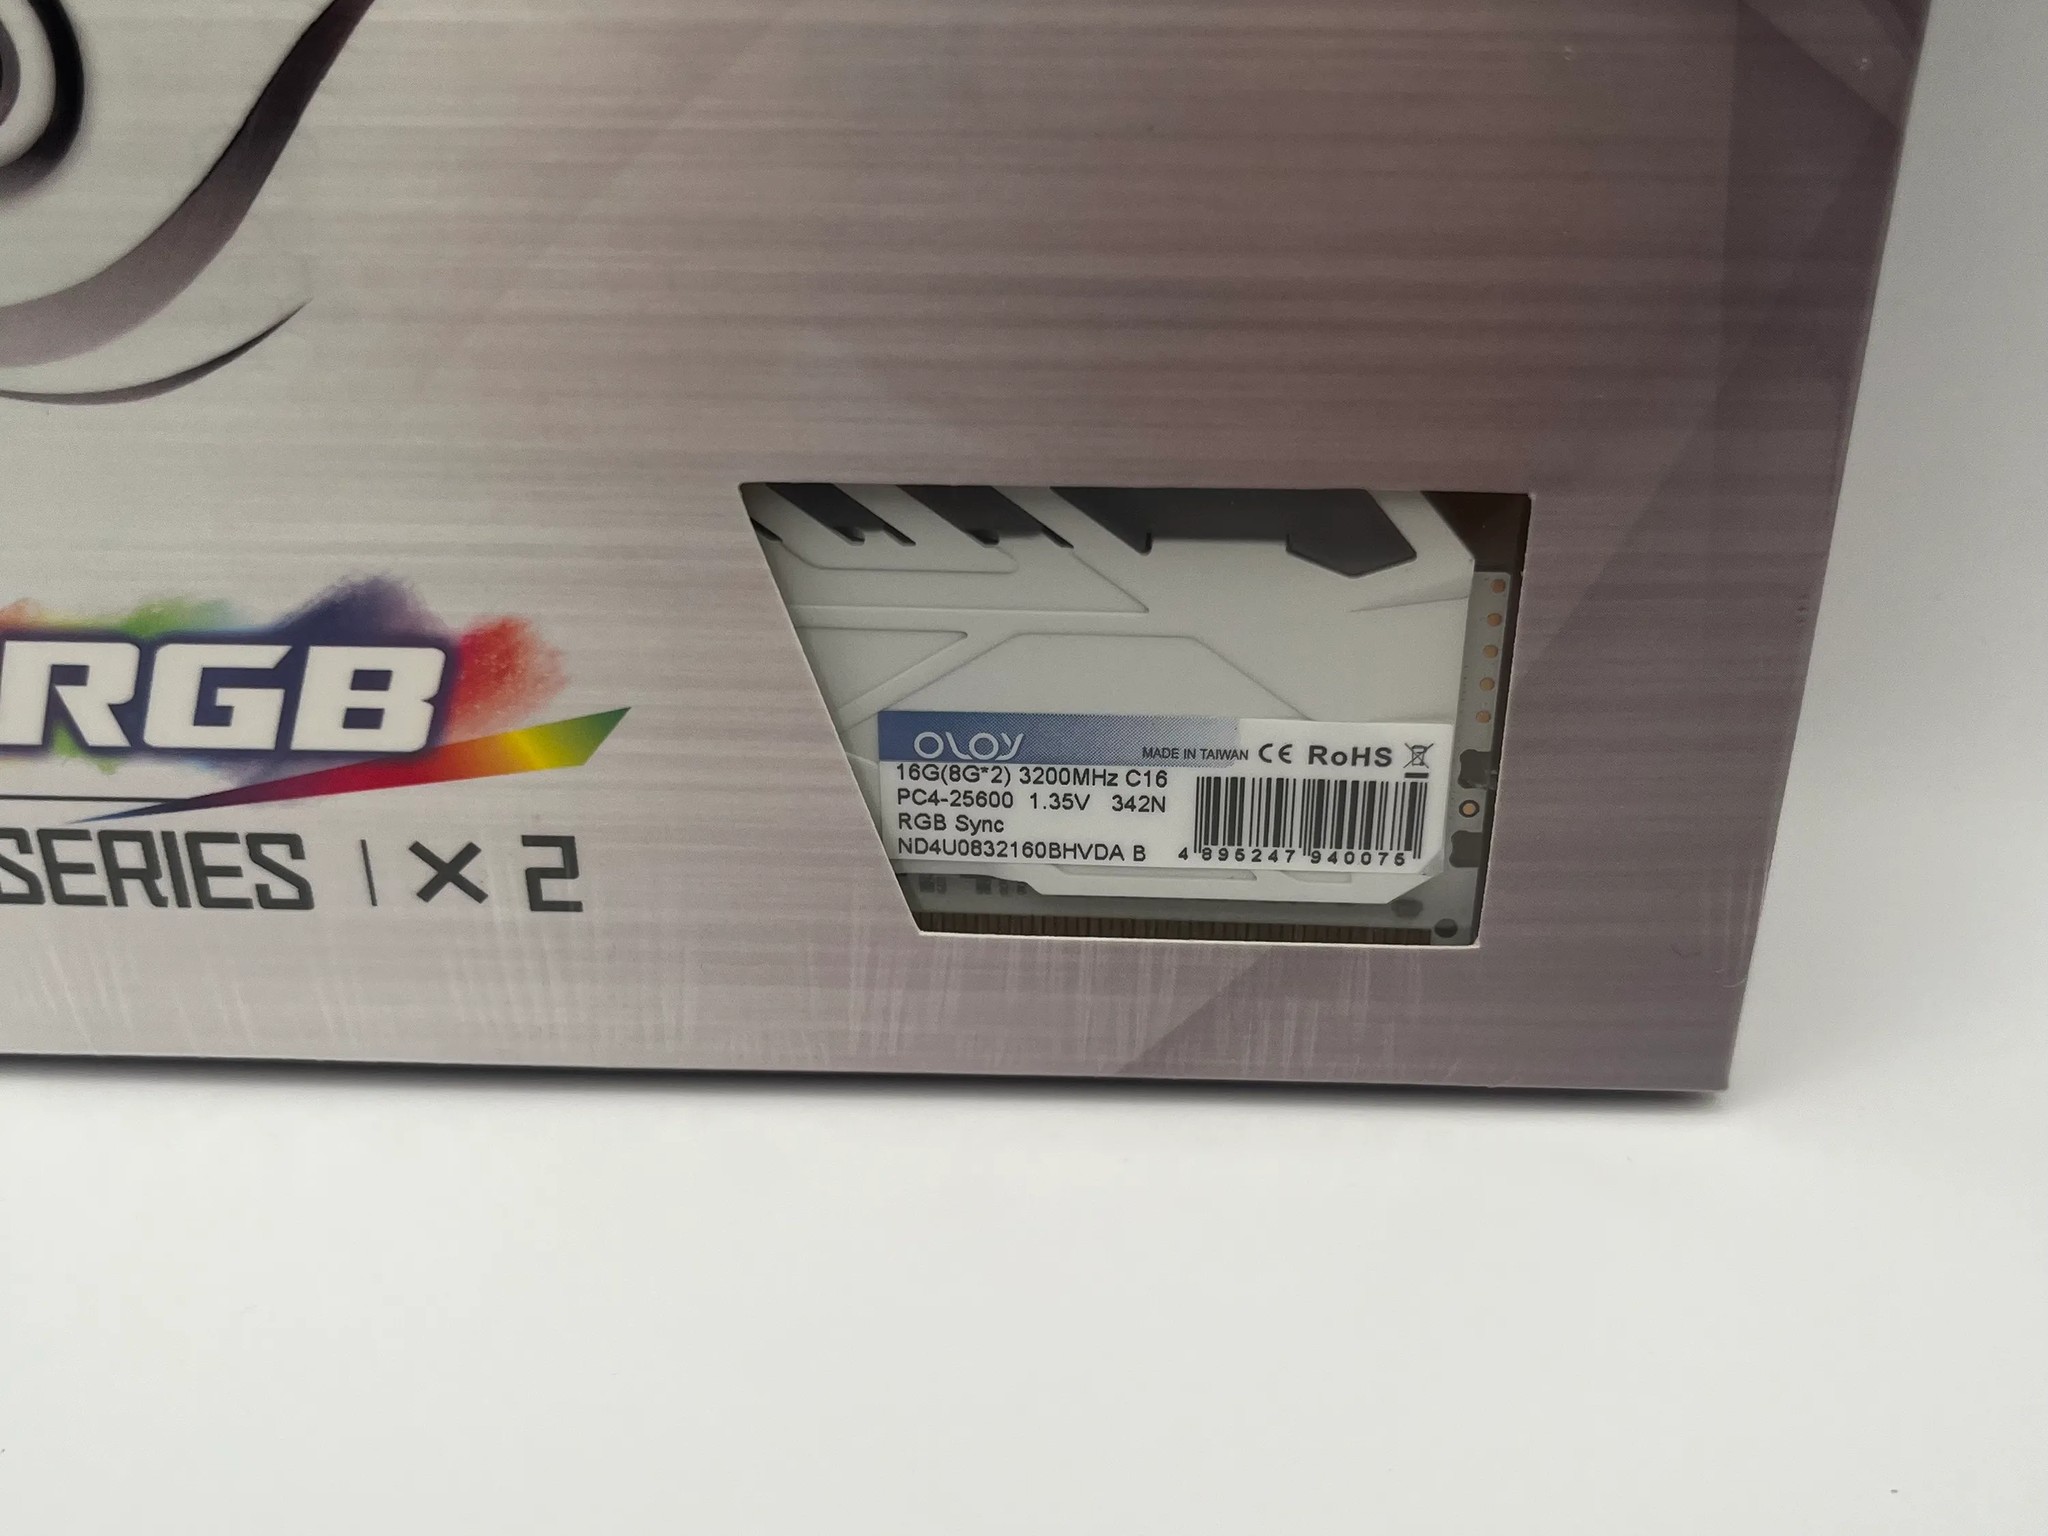 RGB
SERIES | × 2
OLOY MADE IN TAIWAN CE RoHS
16G(8G*2) 3200MHz C16
PC4-25600 1.35V 342N
RGB Sync
ND4U0832160BHVDA B
4 895247 940075